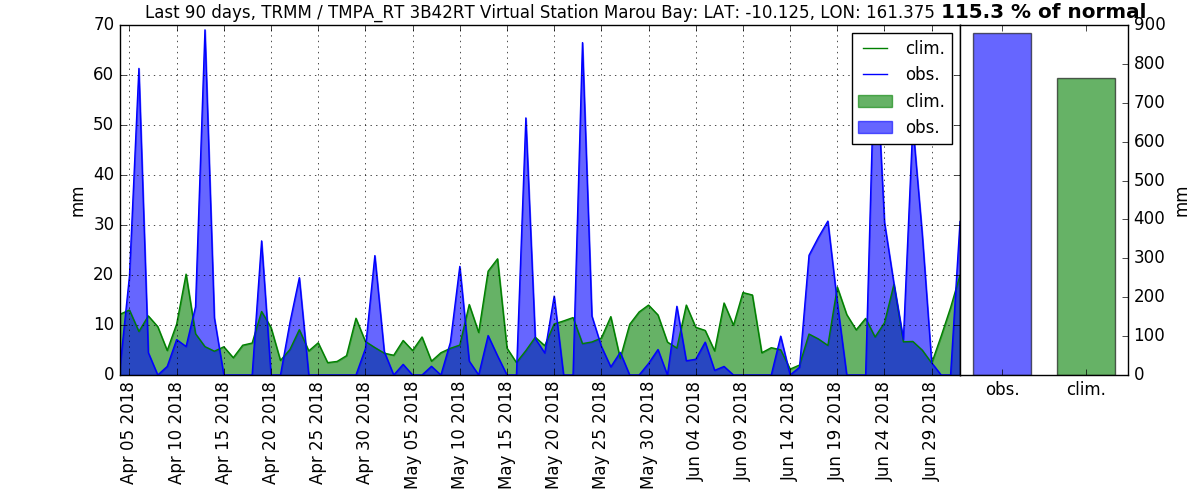 Last 90 days, TRMM / TMPA_RT 3B42RT Virtual Station Marou Bay: LAT: -10.125, LON: 161.375 115.3 % of normal
70
60
50
40
30
20
10
0
mm
clim.
obs.
clim.
obs.
900
800
700
600
500
400
300
200
100
0
mm
Apr 05 2018
Apr 10 2018
Apr 15 2018
Apr 20 2018
Apr 25 2018
Apr 30 2018
May 05 2018
May 10 2018
May 15 2018
May 20 2018
May 25 2018
May 30 2018
Jun 04 2018
Jun 09 2018
Jun 14 2018
Jun 19 2018
Jun 24 2018
Jun 29 2018
obs.
clim.